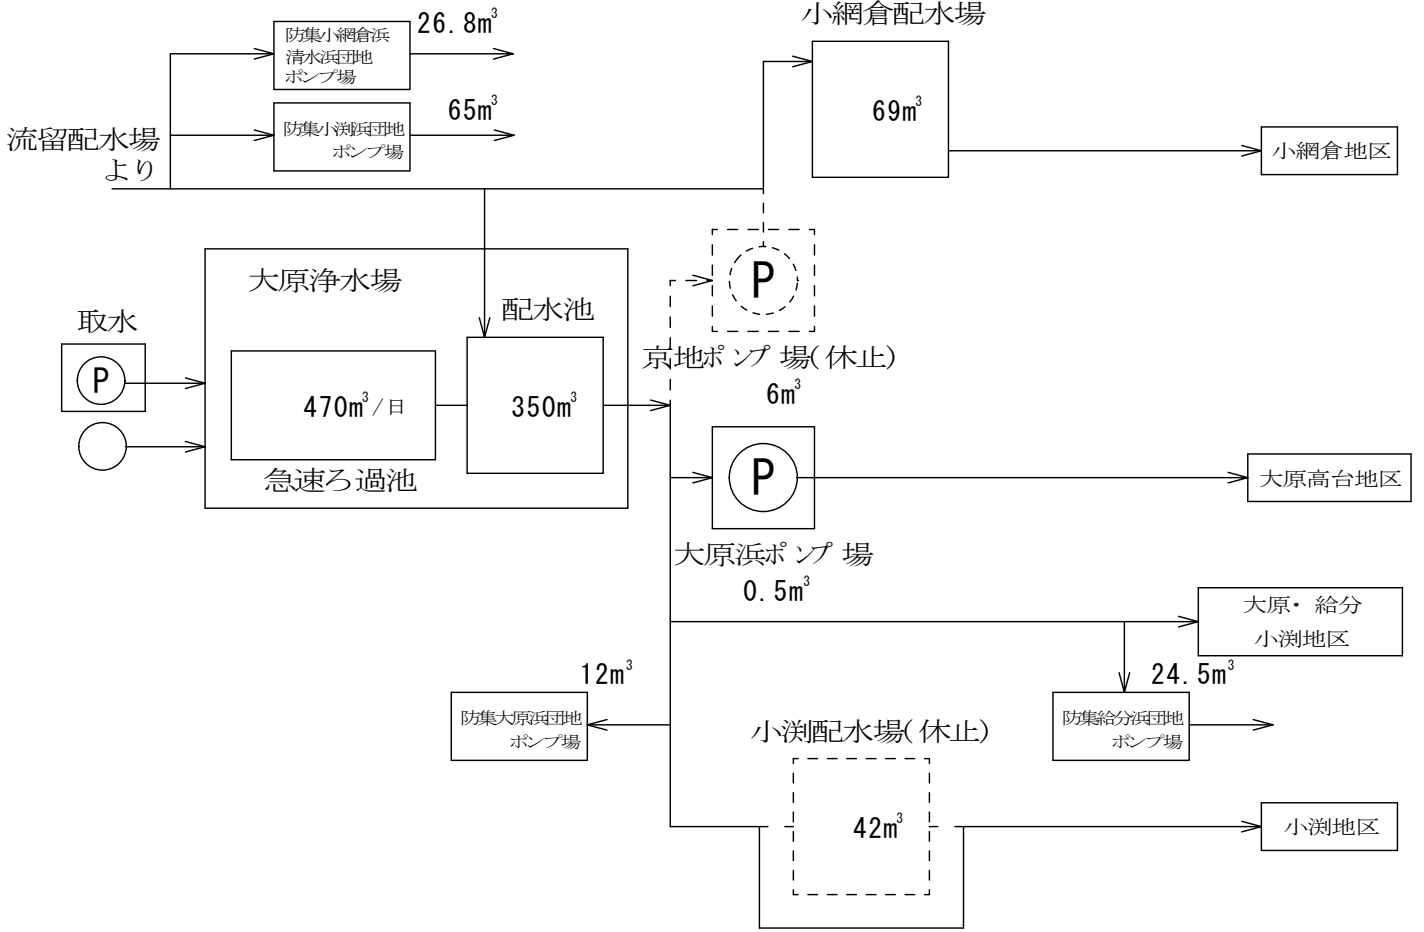 小網倉配水場
26.8m³
防集小網倉浜
清水浜団地
ポンプ場
65m³
防集小渕浜団地
ポンプ場
69m³
流留配水場
より
小網倉地区
大原浄水場
P
配水池
取水
京地ポンプ場(休止)
6m³
P
470m³/日
350m³
急速ろ過池
P
大原高台地区
大原浜ポンプ場
0.5m³
大原・給分
小渕地区
12m³
24.5m³
防集大原浜団地
ポンプ場
防集給分浜団地
ポンプ場
小渕配水場(休止)
42m³
小渕地区